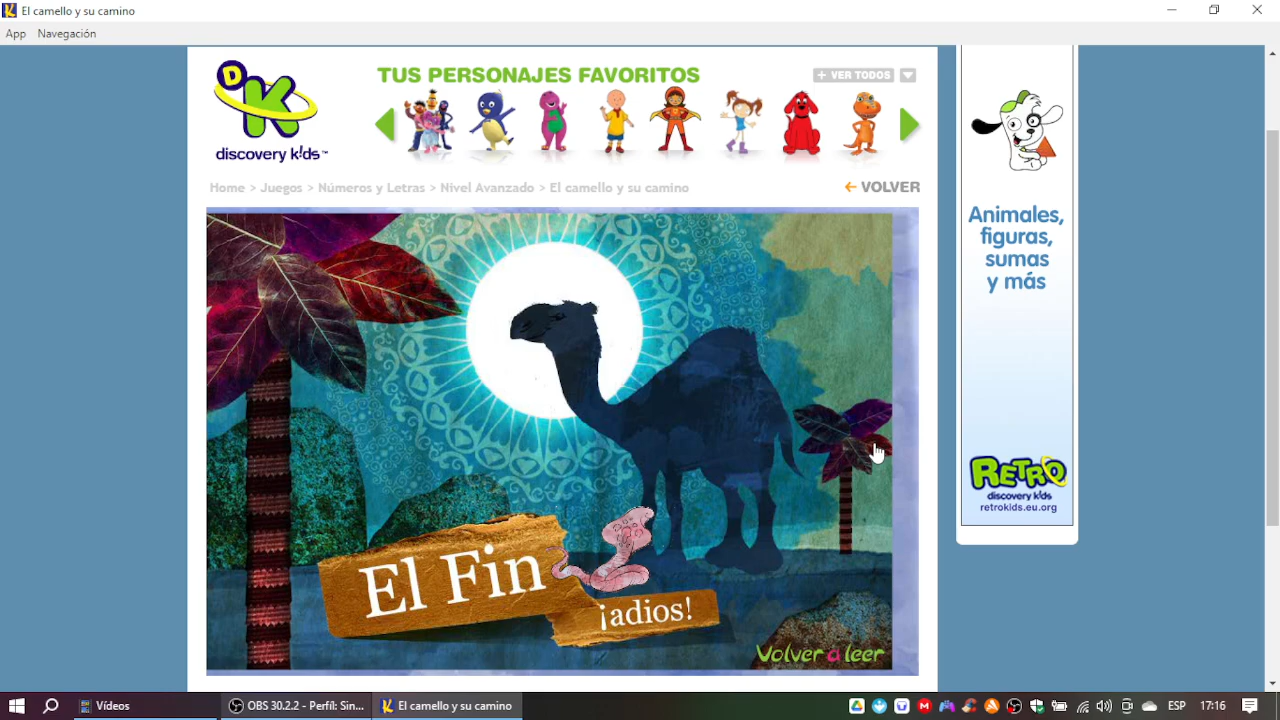 El camello y su camino
App Navegación
TUS PERSONAJES FAVORITOS
+ VER TODOS
D K
discovery k!ds™
Home > Juegos > Números y Letras > Nivel Avanzado > El camello y su camino
VOLVER
Animales,
figuras,
sumas
y más
RETRO
discovery k!ds
retrokids.eu.org
El Fin
¡adios!
Volver a leer
Vídeos
OBS 30.2.2 - Perfil: Sin...
El camello y su camino
ESP
17:16